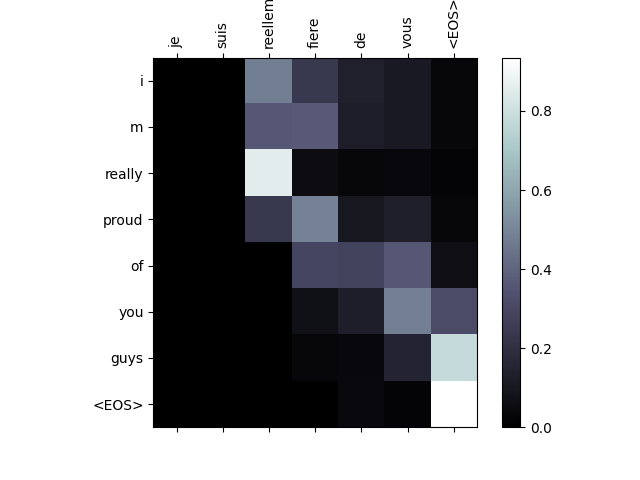 je
suis
reellem
fiere
de
vous
<EOS>
i
m
really
proud
of
you
guys
<EOS>
0.8
0.6
0.4
0.2
0.0